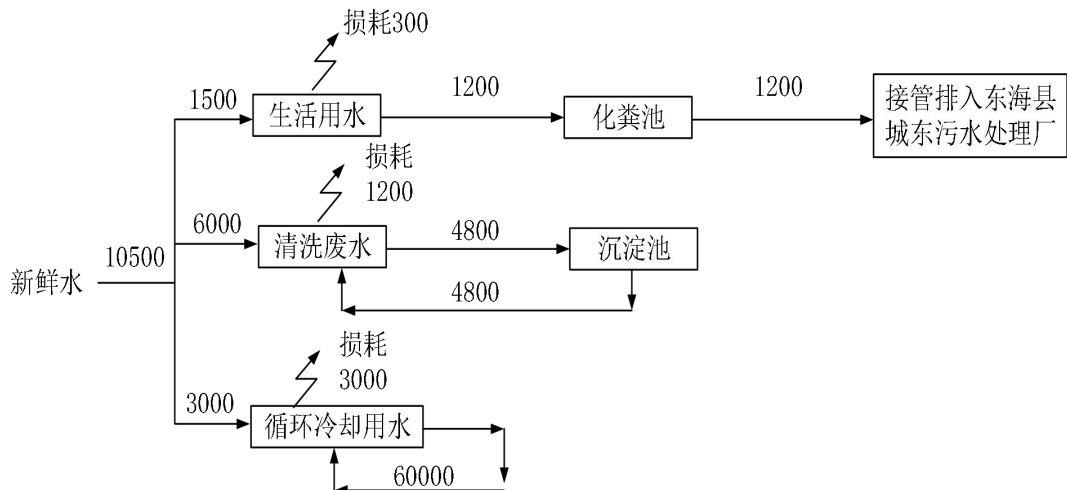 损耗300
1500
生活用水
1200
化粪池
1200
接管排入东海县
城东污水处理厂
损耗
1200
6000
清洗废水
4800
沉淀池
4800
10500
新鲜水
损耗
3000
3000
循环冷却用水
60000